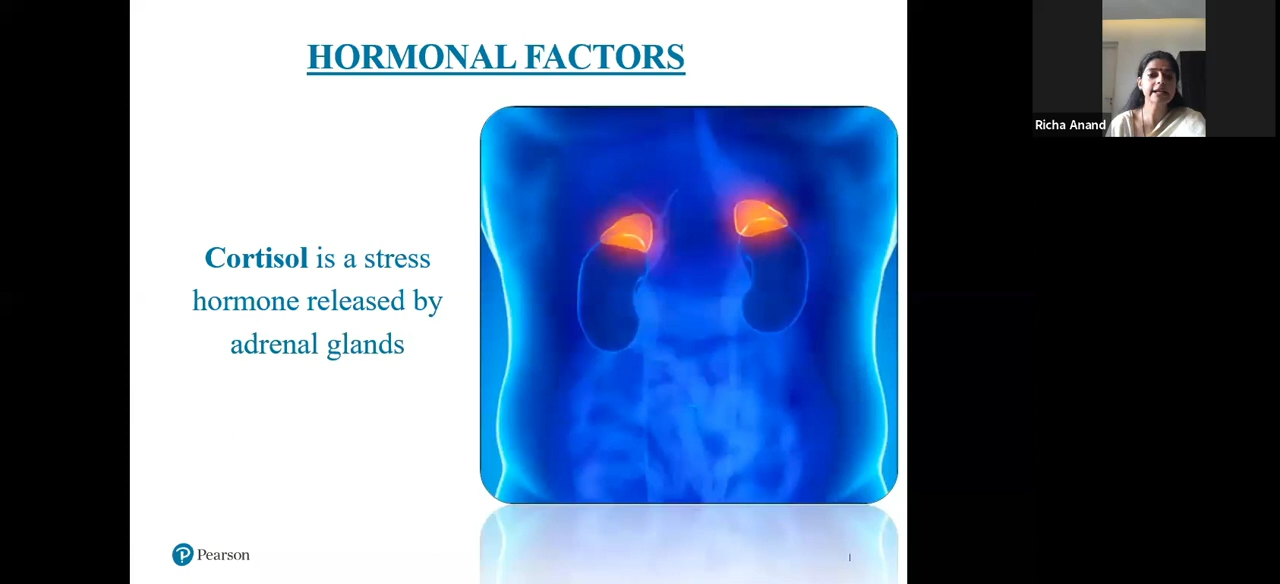 HORMONAL FACTORS
Richa Anand
Cortisol is a stress
hormone released by
adrenal glands
Pearson